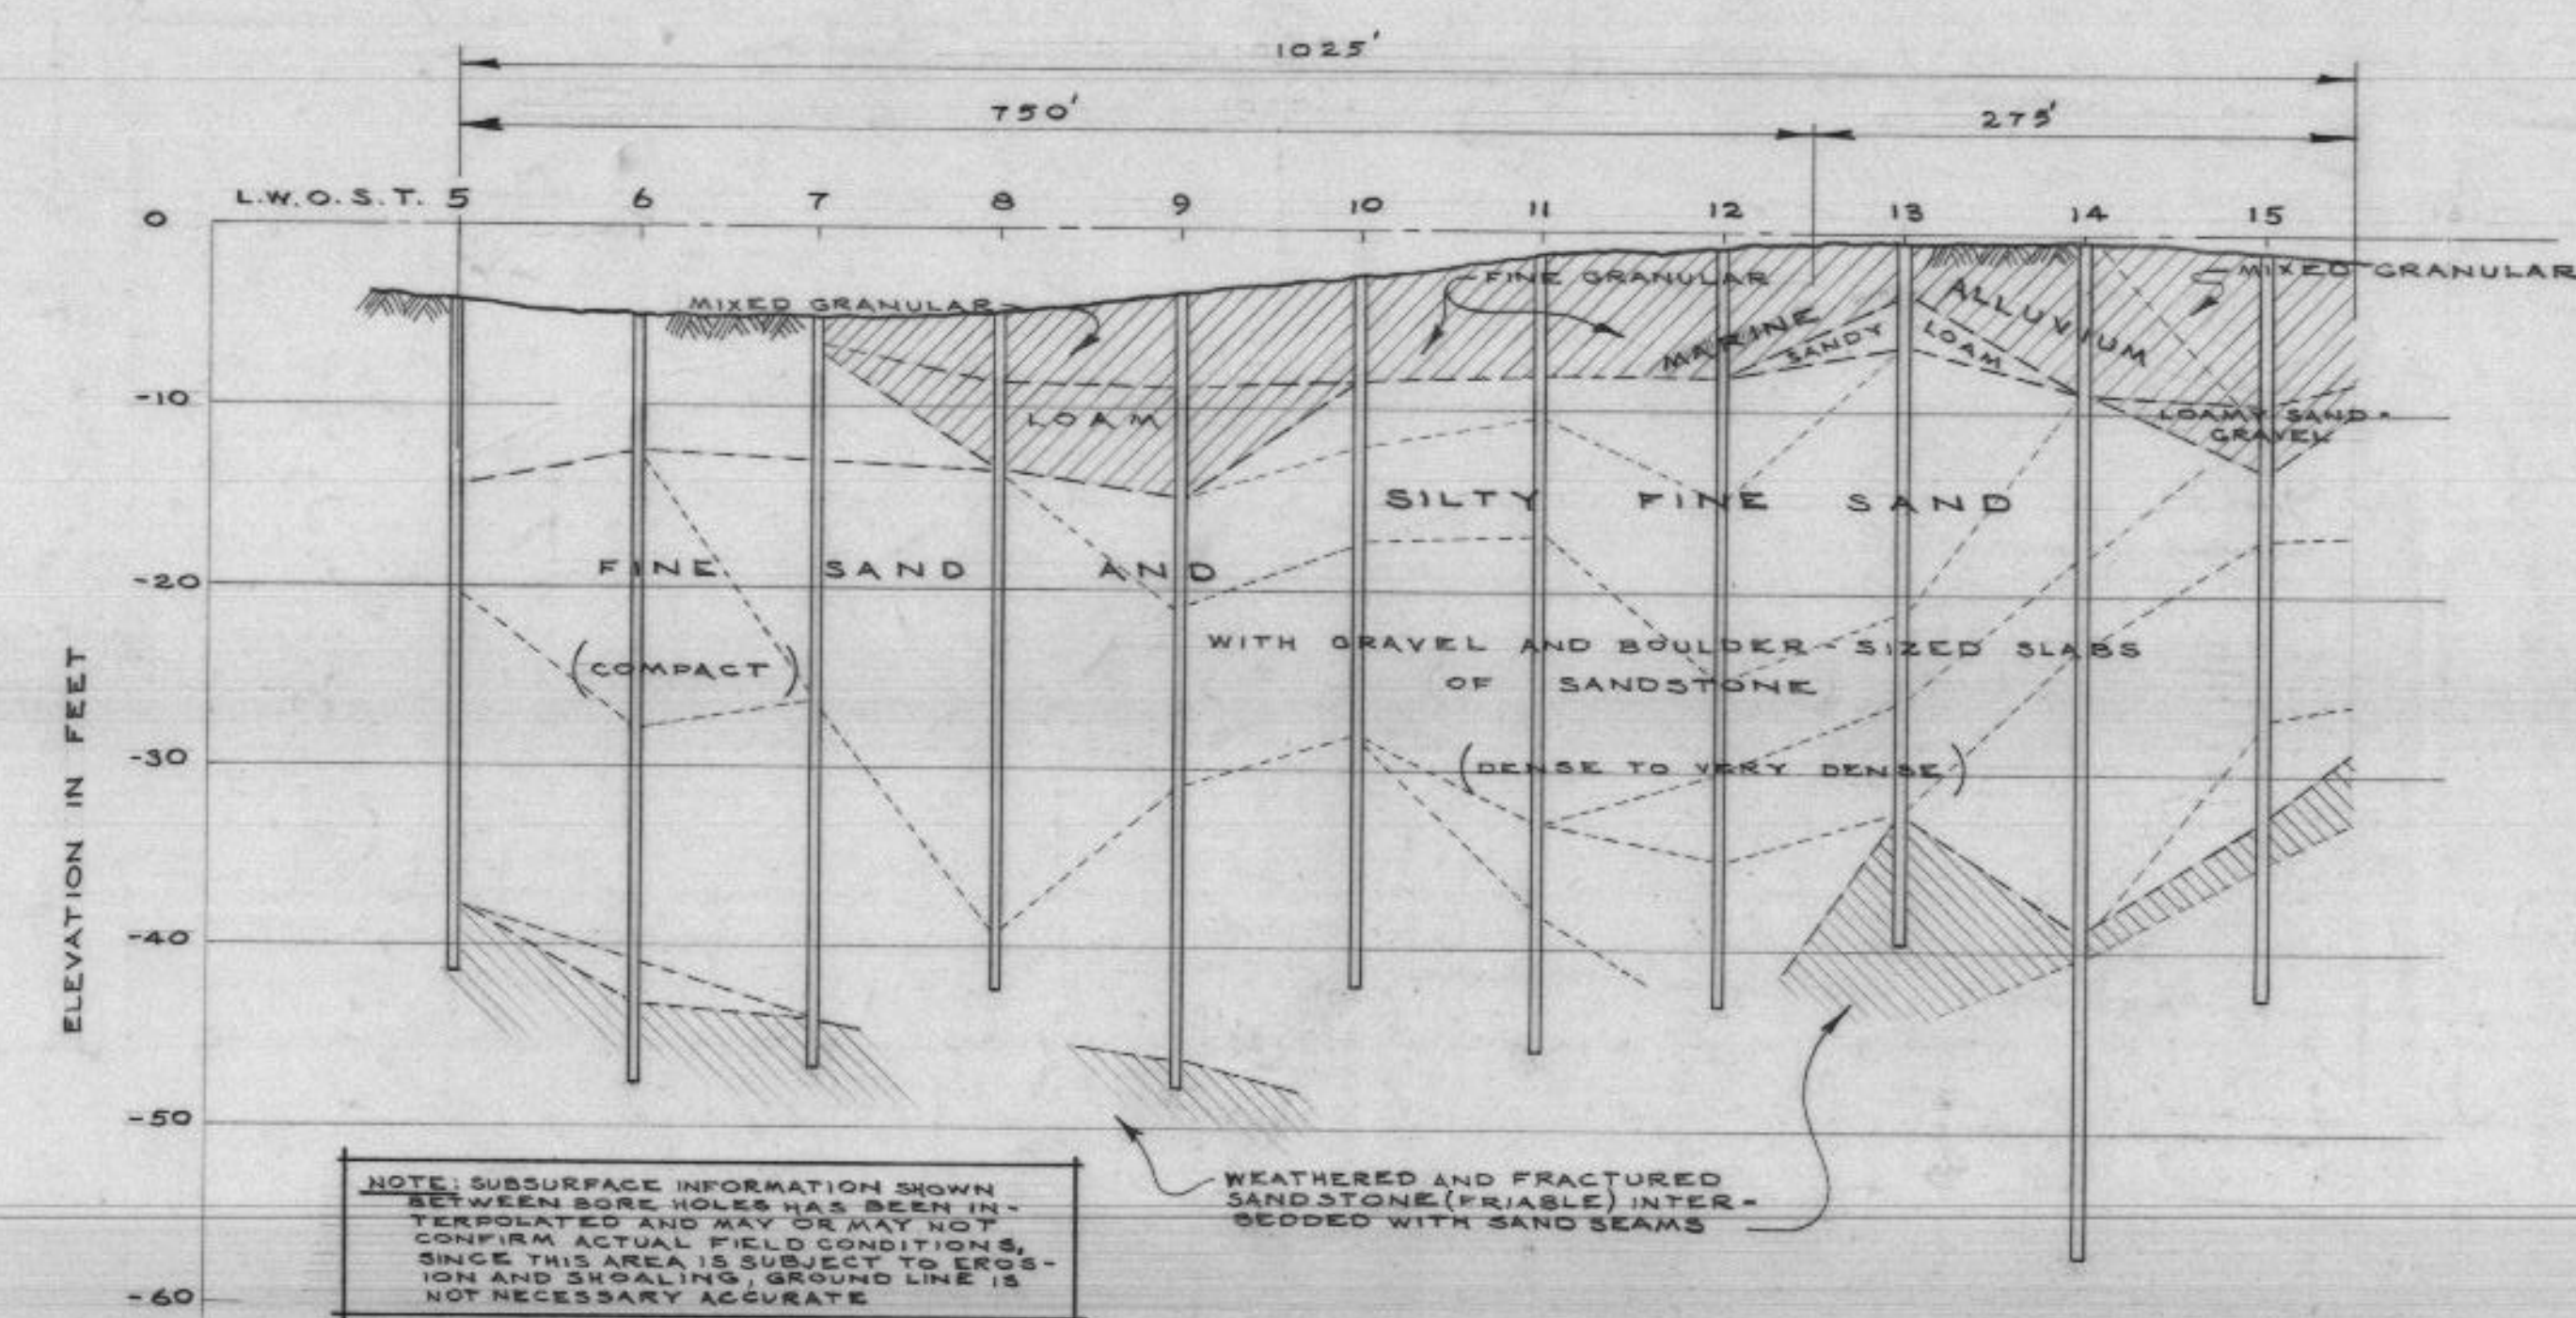 1025'
750'
275'
L.W.O.S.T. 5 6 7 8 9 10 11 12 13 14 15
0
MIXED GRANULAR
FINE GRANULAR
MIXED GRANULAR
MARINE ALLUVIUM
SANDY LOAM
-10
LOAM
LOAMY SAND-
GRAVEL
SILTY FINE SAND
FINE SAND AND
-20
WITH GRAVEL AND BOULDER-SIZED SLABS
OF SANDSTONE
(COMPACT)
(DENSE TO VERY DENSE)
-30
ELEVATION IN FEET
-40
-50
WEATHERED AND FRACTURED
SANDSTONE (FRIABLE) INTER-
BEDDED WITH SAND SEAMS
NOTE: SUBSURFACE INFORMATION SHOWN
BETWEEN BORE HOLES HAS BEEN IN-
TERPOLATED AND MAY OR MAY NOT
CONFIRM ACTUAL FIELD CONDITIONS,
SINCE THIS AREA IS SUBJECT TO EROS-
ION AND SHOALING, GROUND LINE IS
NOT NECESSARY ACCURATE
-60